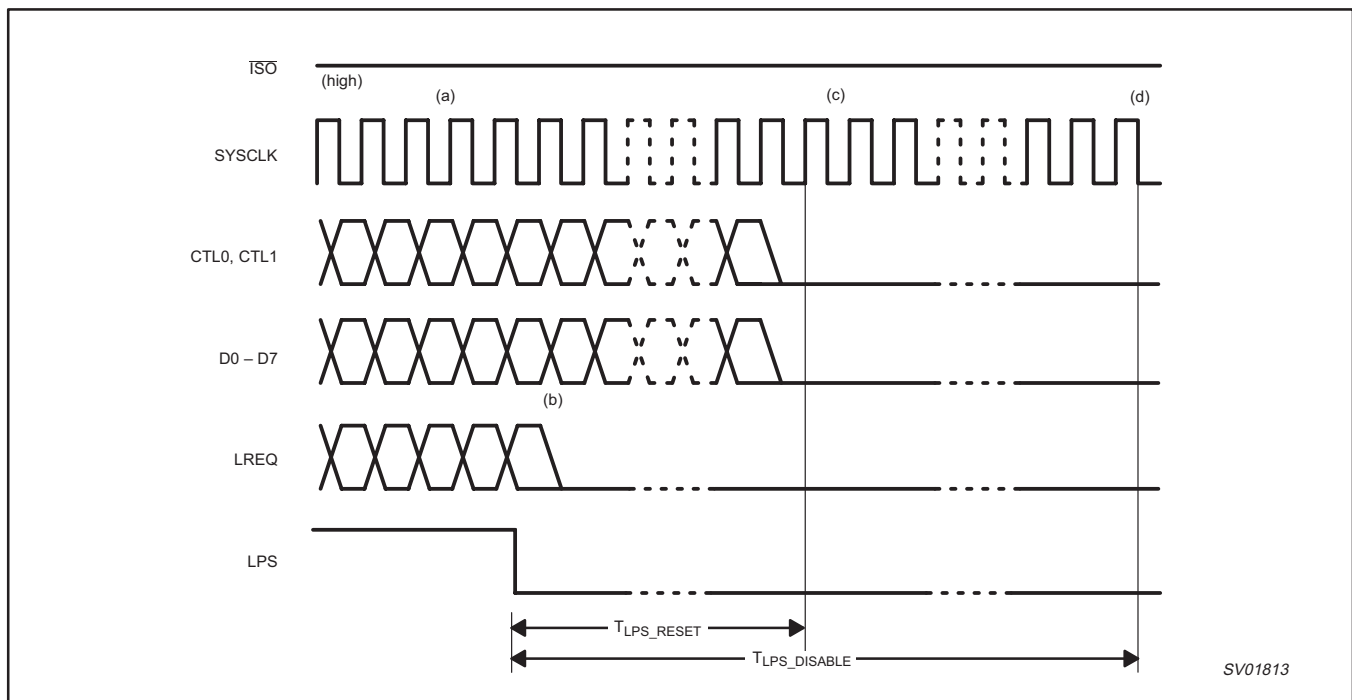 ISO
(high)
(a)
(c)
(d)
SYSCLK
CTL0, CTL1
D0 – D7
(b)
LREQ
LPS
TLPS_RESET
TLPS_DISABLE
SV01813